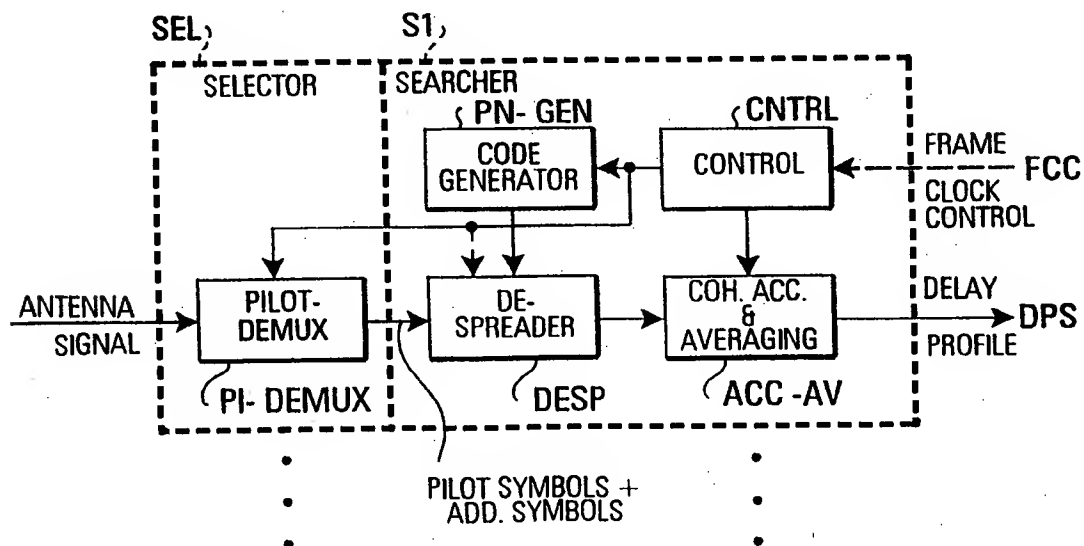 SEL
S1
SELECTOR
SEARCHER
PN- GEN
CNTRL
CODE
GENERATOR
CONTROL
FRAME
FCC
CLOCK
CONTROL
ANTENNA
SIGNAL
PILOT-
DEMUX
DE-
SPREADER
COH. ACC.
&
AVERAGING
DELAY
DPS
PROFILE
PI- DEMUX
DESP
ACC -AV
PILOT SYMBOLS +
ADD. SYMBOLS